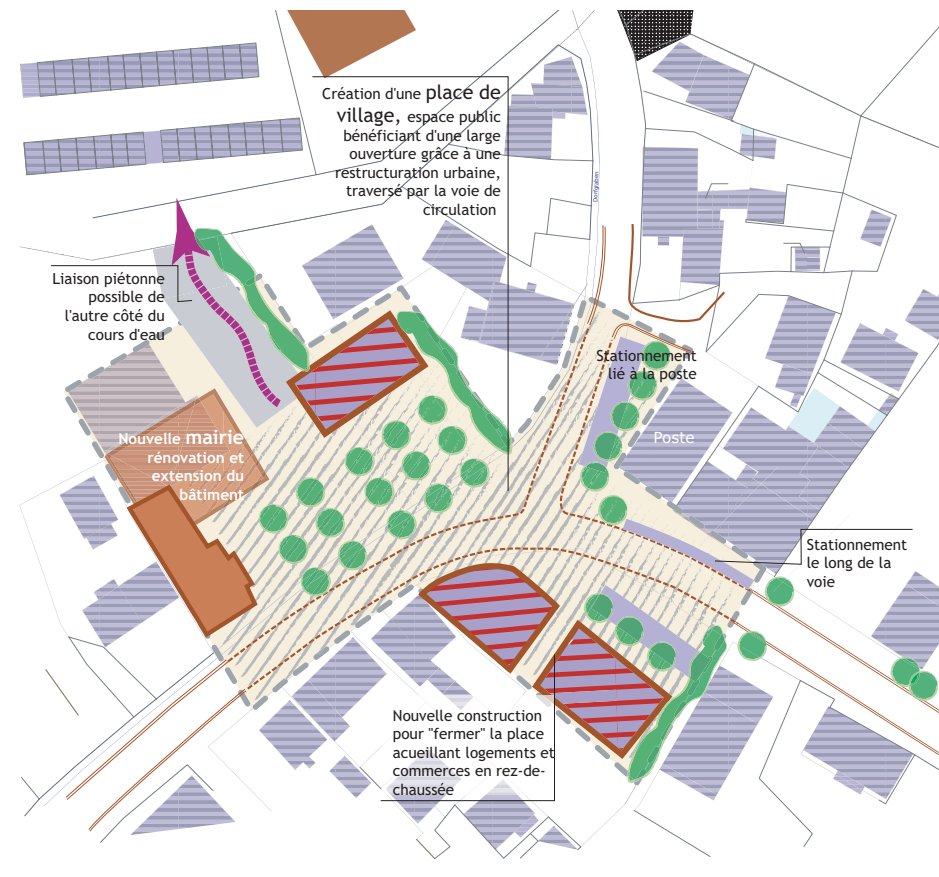 Création d'une place de
village, espace public
bénéficiant d'une large
ouverture grâce à une
restructuration urbaine,
traversé par la voie de
circulation
Dorfgraben
Liaison piétonne
possible de
l'autre côté du
cours d'eau
Stationnement
lié à la poste
Nouvelle mairie
rénovation et
extension du
bâtiment
Poste
Stationnement
le long de la
voie
Nouvelle construction
pour "fermer" la place
acueillant logements et
commerces en rez-de-
chaussée